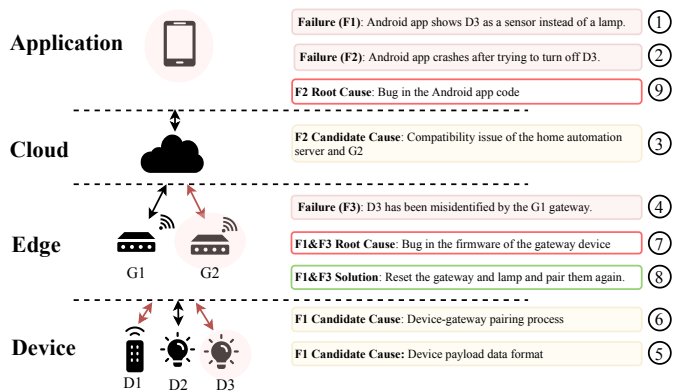 Application
Failure (F1): Android app shows D3 as a sensor instead of a lamp.
1
Failure (F2): Android app crashes after trying to turn off D3.
2
F2 Root Cause: Bug in the Android app code
9
Cloud
F2 Candidate Cause: Compatibility issue of the home automation
server and G2
3
Edge
G1
G2
Failure (F3): D3 has been misidentified by the G1 gateway.
4
F1&F3 Root Cause: Bug in the firmware of the gateway device
7
F1&F3 Solution: Reset the gateway and lamp and pair them again.
8
Device
D1
D2
D3
F1 Candidate Cause: Device-gateway pairing process
6
F1 Candidate Cause: Device payload data format
5